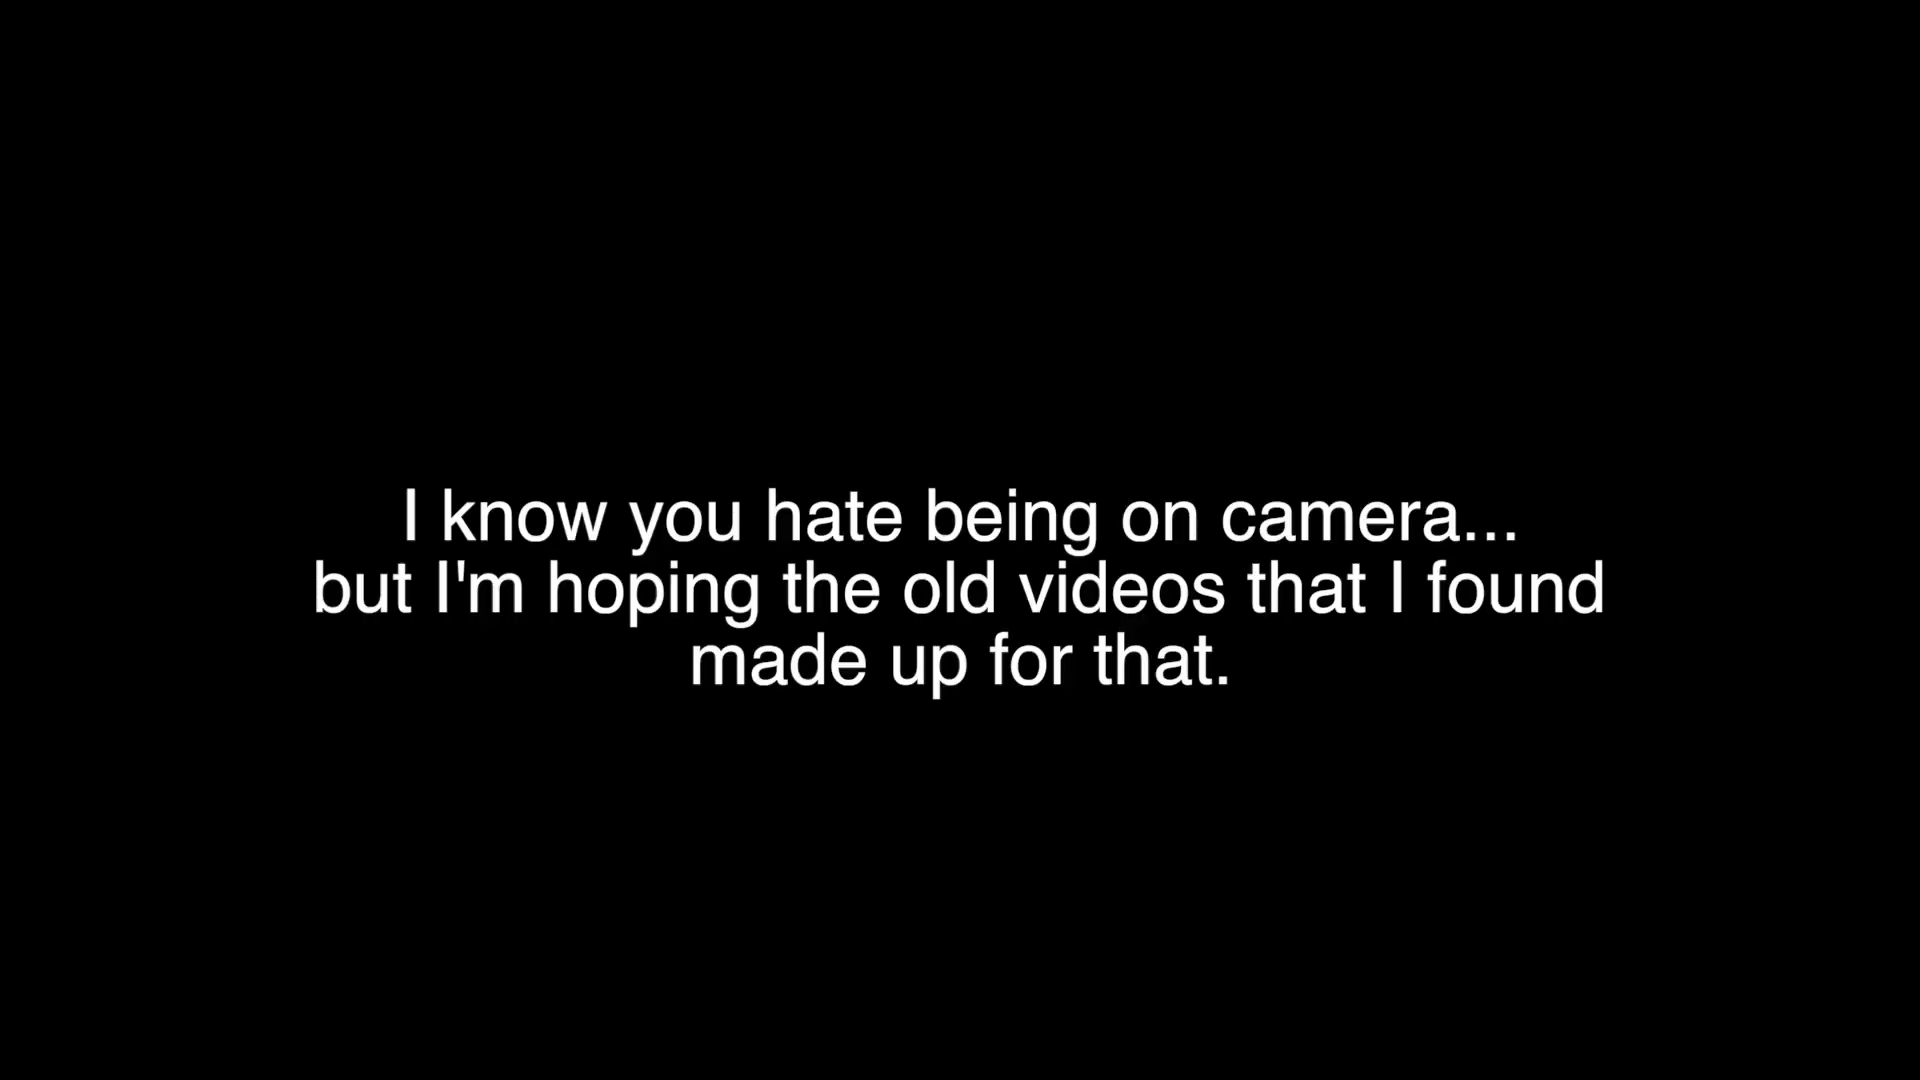 I know you hate being on camera...
but I'm hoping the old videos that I found
made up for that.